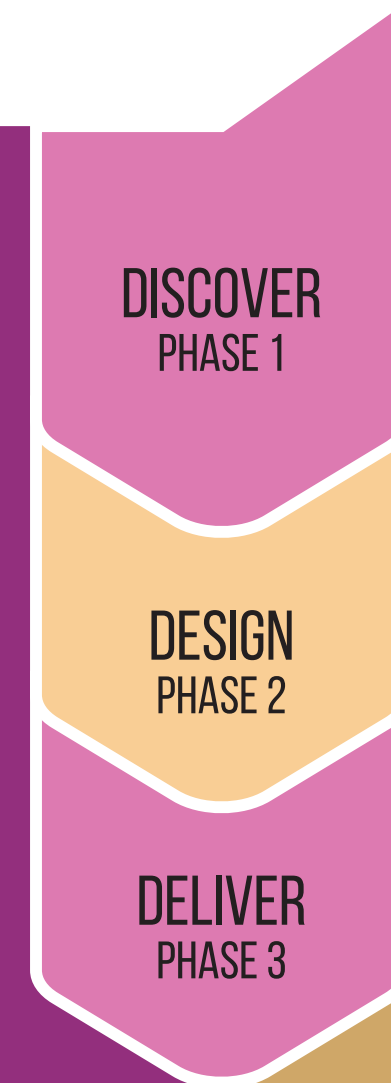 DISCOVER
PHASE 1
DESIGN
PHASE 2
DELIVER
PHASE 3